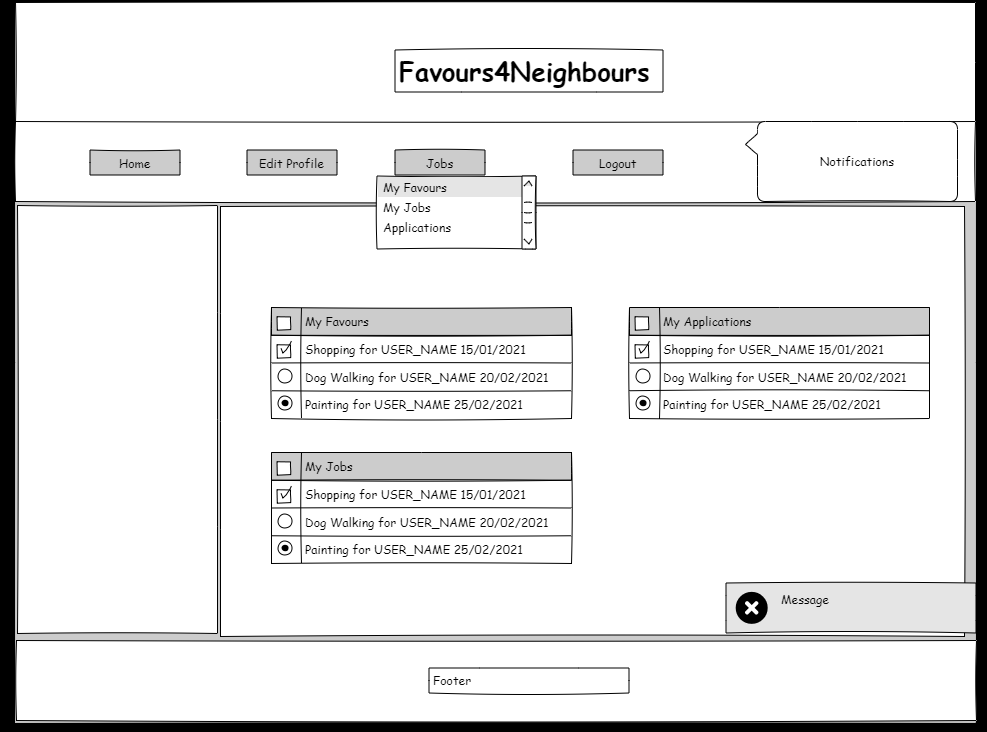 Favours4Neighbours
Home
Edit Profile
Jobs
Logout
Notifications
My Favours
My Jobs
Applications
My Favours
Shopping for USER_NAME 15/01/2021
Dog Walking for USER_NAME 20/02/2021
Painting for USER_NAME 25/02/2021
My Applications
Shopping for USER_NAME 15/01/2021
Dog Walking for USER_NAME 20/02/2021
Painting for USER_NAME 25/02/2021
My Jobs
Shopping for USER_NAME 15/01/2021
Dog Walking for USER_NAME 20/02/2021
Painting for USER_NAME 25/02/2021
Message
Footer